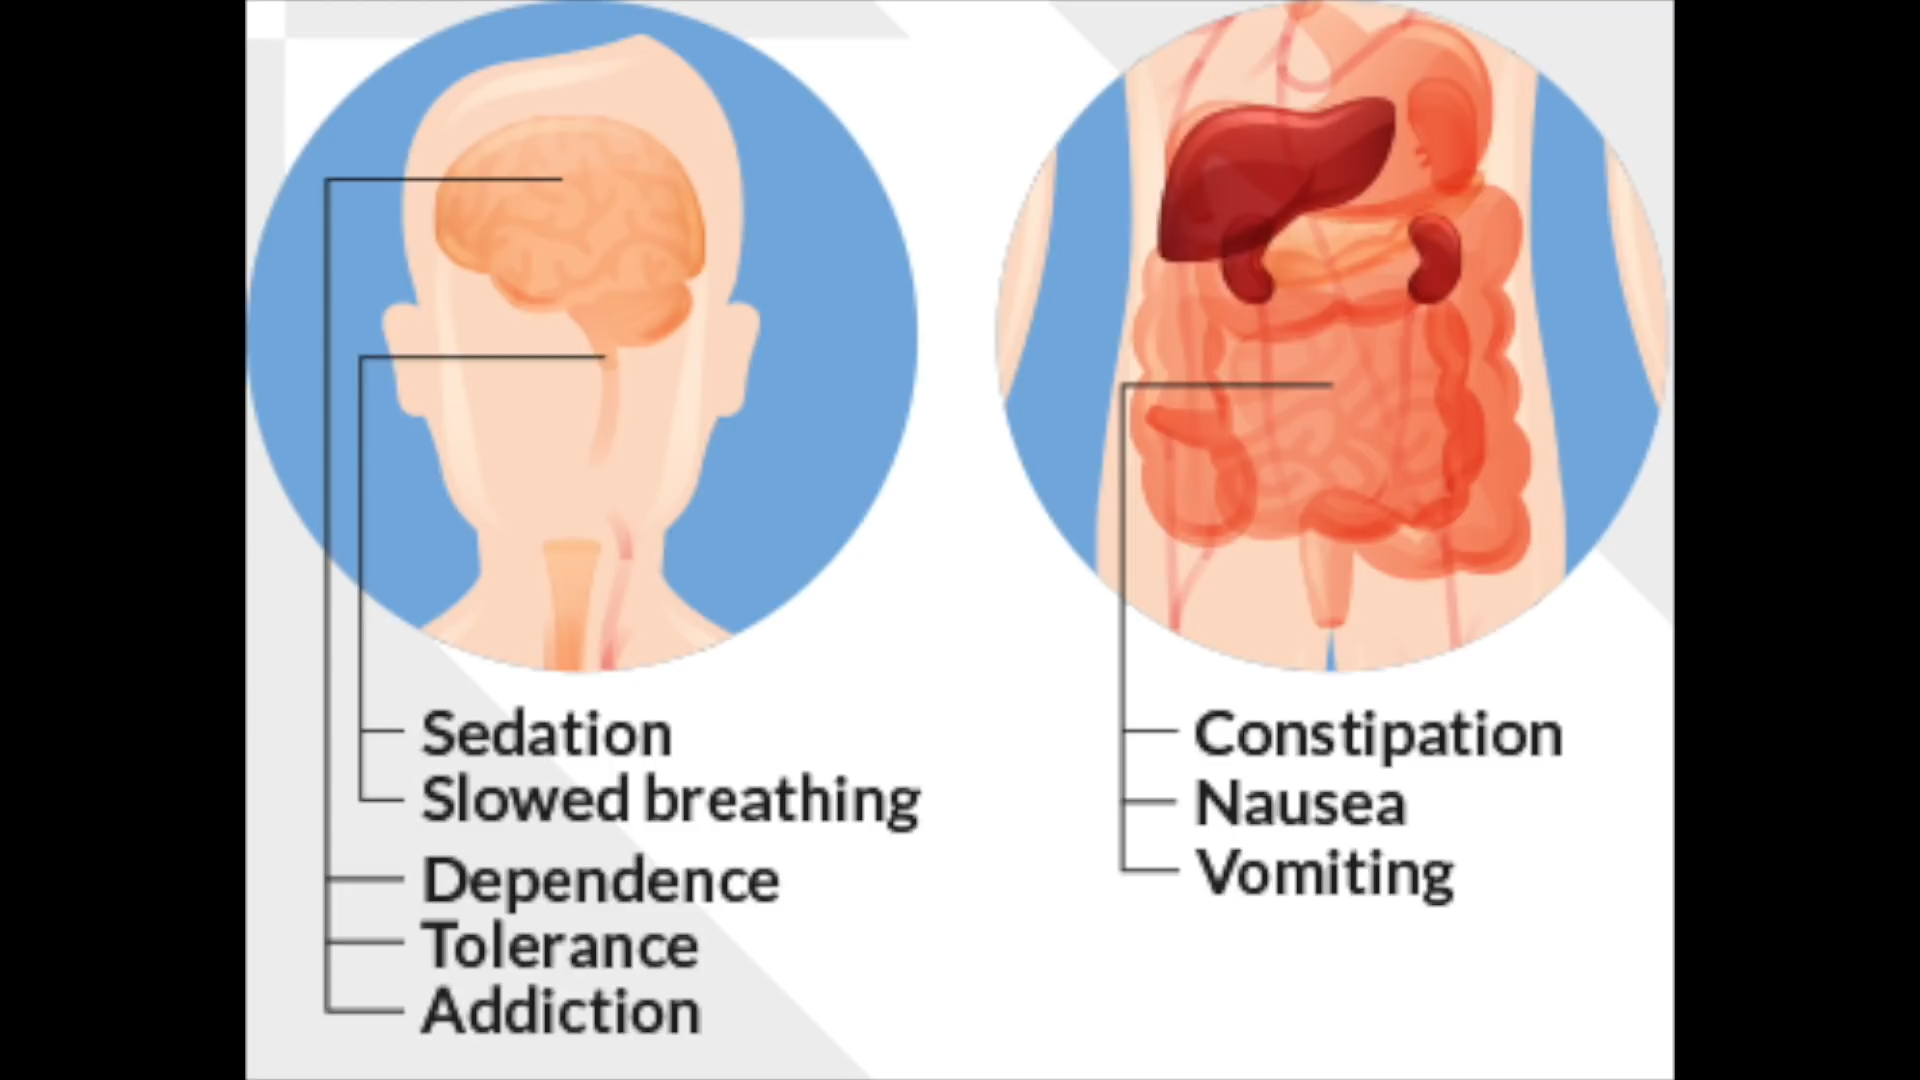 Sedation
Slowed breathing
Dependence
Tolerance
Addiction
Constipation
Nausea
Vomiting